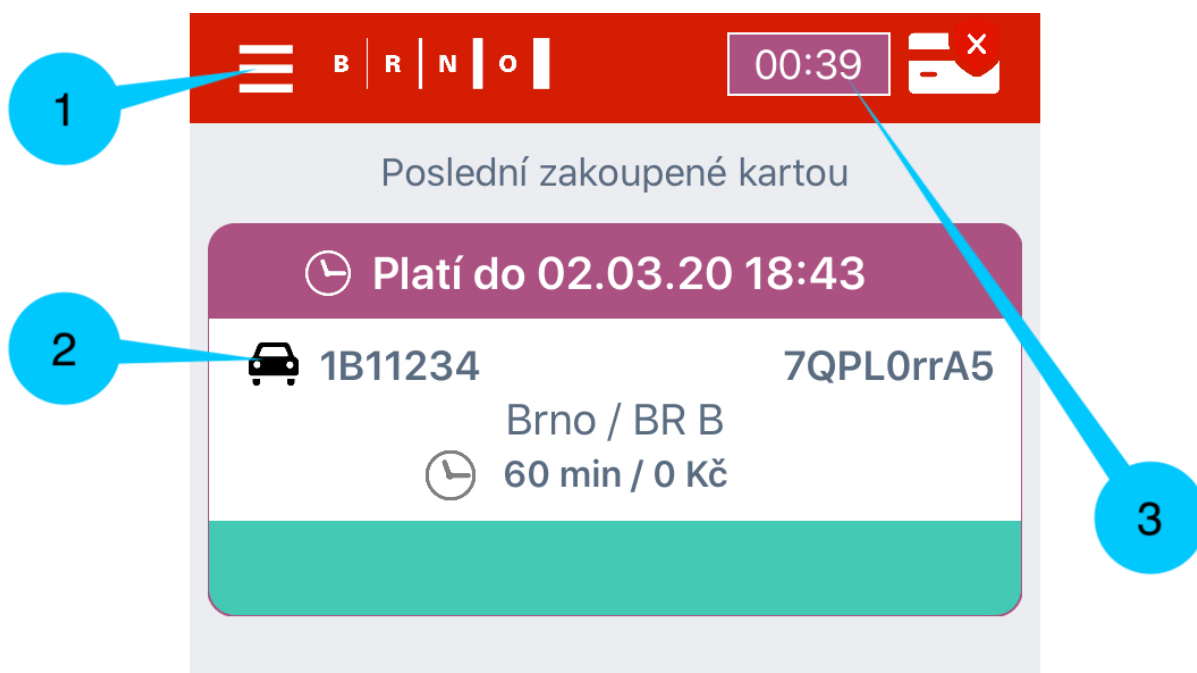 BRNO 00:39
1
Poslední zakoupené kartou
Platí do 02.03.20 18:43
2
1B11234 7QPL0rrA5
Brno / BR B
60 min / 0 Kč
3